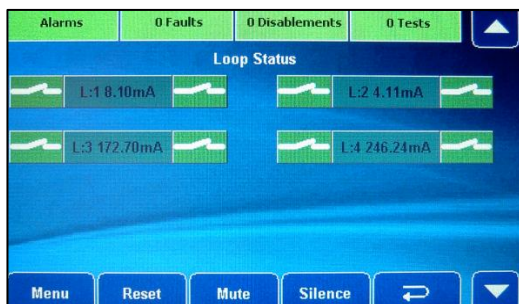 Alarms 0 Faults 0 Disablements 0 Tests
Loop Status
L:1 8.10mA L:2 4.11mA
L:3 172.70mA L:4 246.24mA
Menu Reset Mute Silence